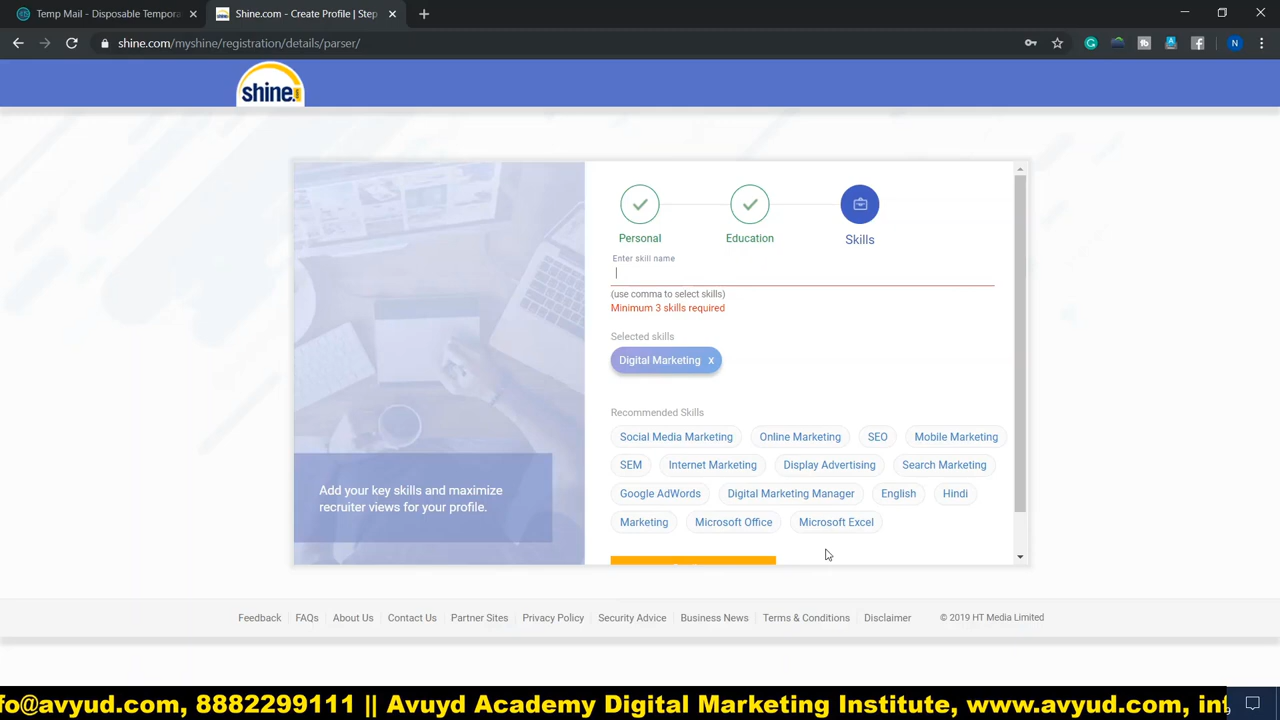 Temp Mail - Disposable Tempora
Shine.com - Create Profile | Step
shine.com/myshine/registration/details/parser/
N
shine.
Personal
Education
Skills
Enter skill name
(use comma to select skills)
Minimum 3 skills required
Selected skills
Digital Marketing x
Recommended Skills
Social Media Marketing Online Marketing SEO Mobile Marketing
SEM Internet Marketing Display Advertising Search Marketing
Google AdWords Digital Marketing Manager English Hindi
Marketing Microsoft Office Microsoft Excel
Add your key skills and maximize
recruiter views for your profile.
Feedback FAQs About Us Contact Us Partner Sites Privacy Policy Security Advice Business News Terms & Conditions Disclaimer © 2019 HT Media Limited
fo@avyud.com, 8882299111 || Avuyd Academy Digital Marketing Institute, www.avyud.com, inf